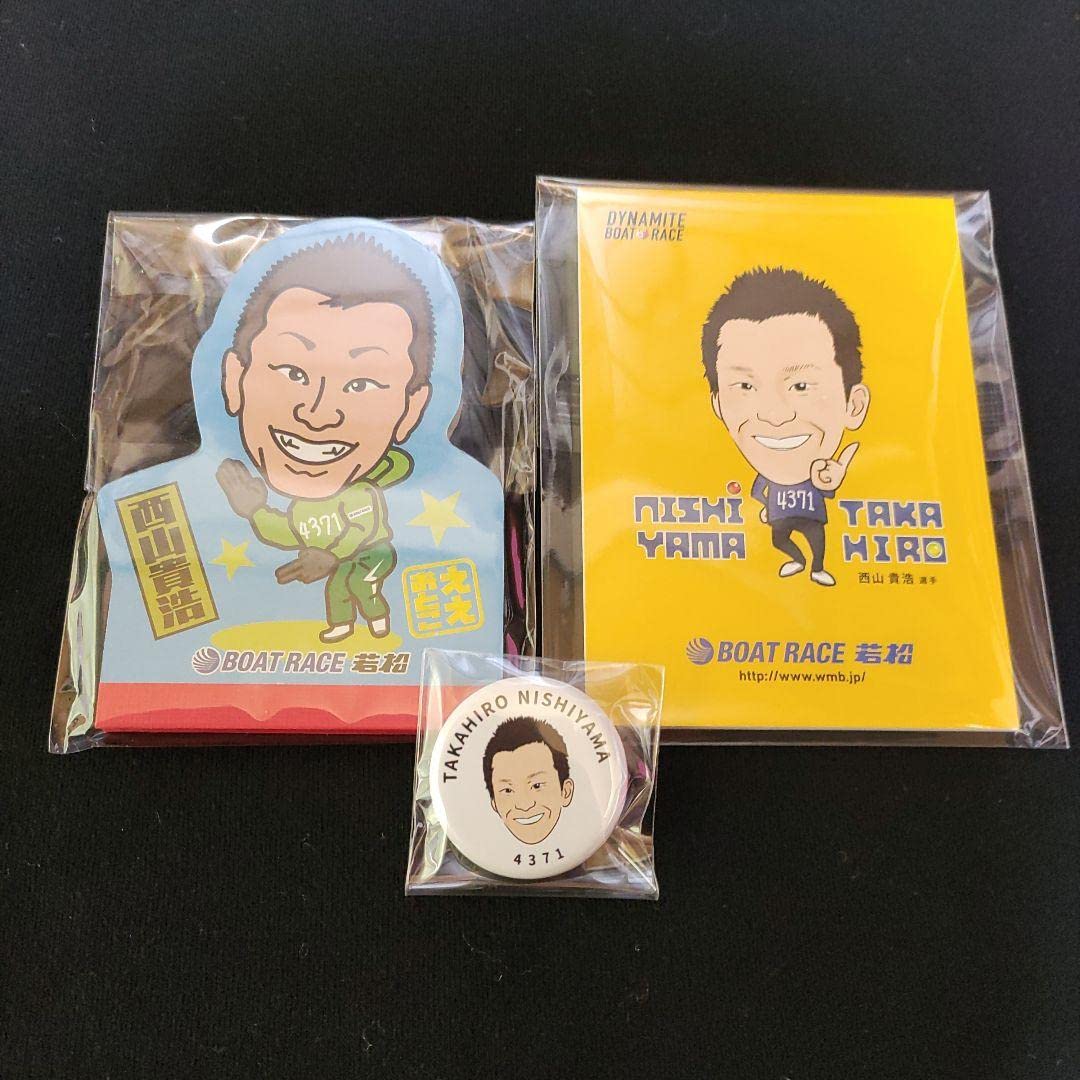 4371
西山貴浩
ええ
おとこ
BOAT RACE 若松
DYNAMITE
BOAT RACE
4371
NISHI
YAMA
TAKA
HIRO
西山 貴浩 選手
BOAT RACE 若松
http://www.wmb.jp/
TAKAHIRO NISHIYAMA
4371